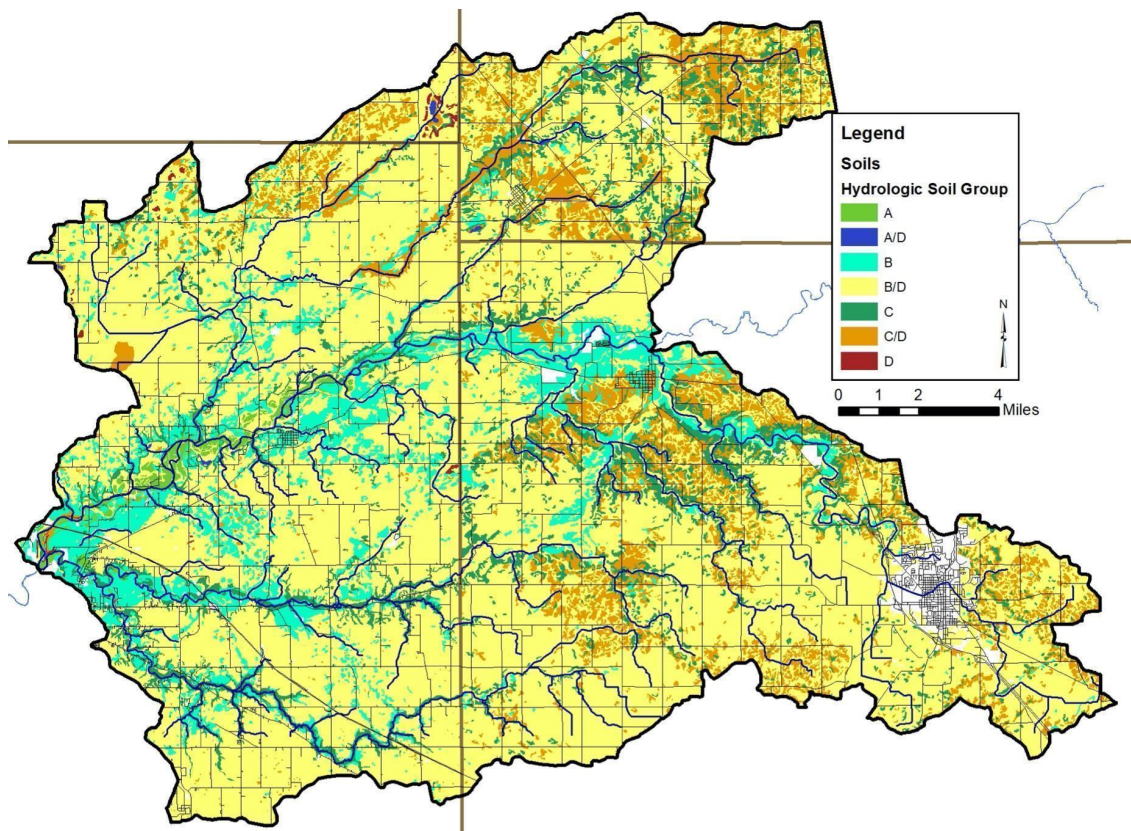 Legend
Soils
Hydrologic Soil Group
A
A/D
B
B/D
C
C/D
D
N
0 1 2 4
Miles